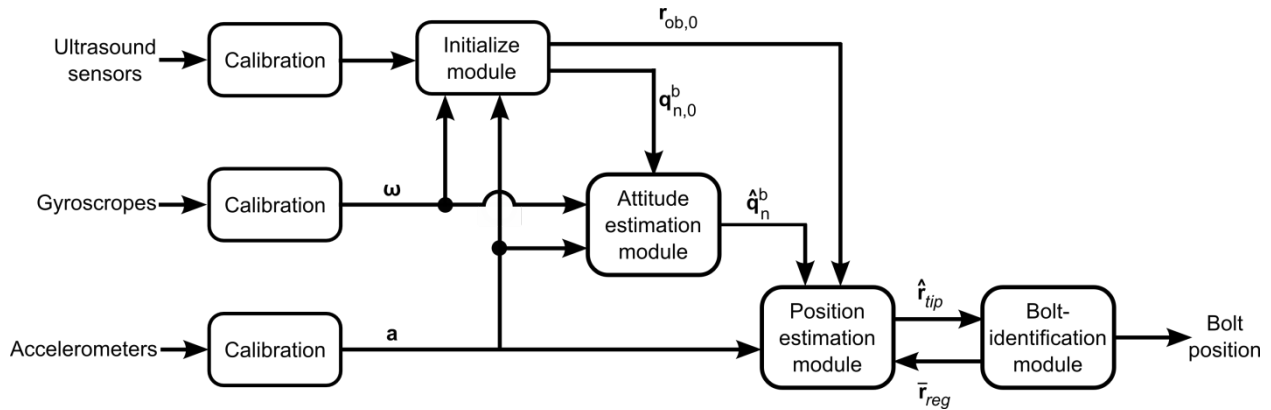 Ultrasound
sensors
Calibration
Initialize
module
r_ob,0
q^b_n,0
Gyroscopes
Calibration
ω
Attitude
estimation
module
q̂^b_n
Accelerometers
Calibration
a
Position
estimation
module
r̂_tip
r̄_reg
Bolt-
identification
module
Bolt
position